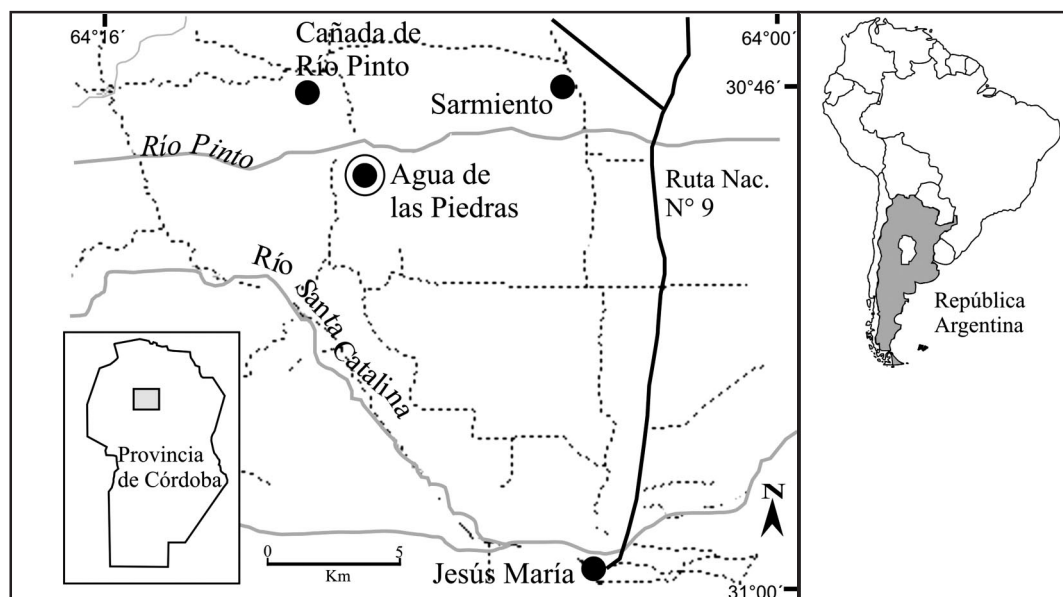 64°16´
64°00´
Cañada de
Río Pinto
Sarmiento
30°46´
Río Pinto
Agua de
las Piedras
Ruta Nac.
N° 9
Río Santa Catalina
República
Argentina
Provincia
de Córdoba
N
0 5
Km
Jesús María
31°00´